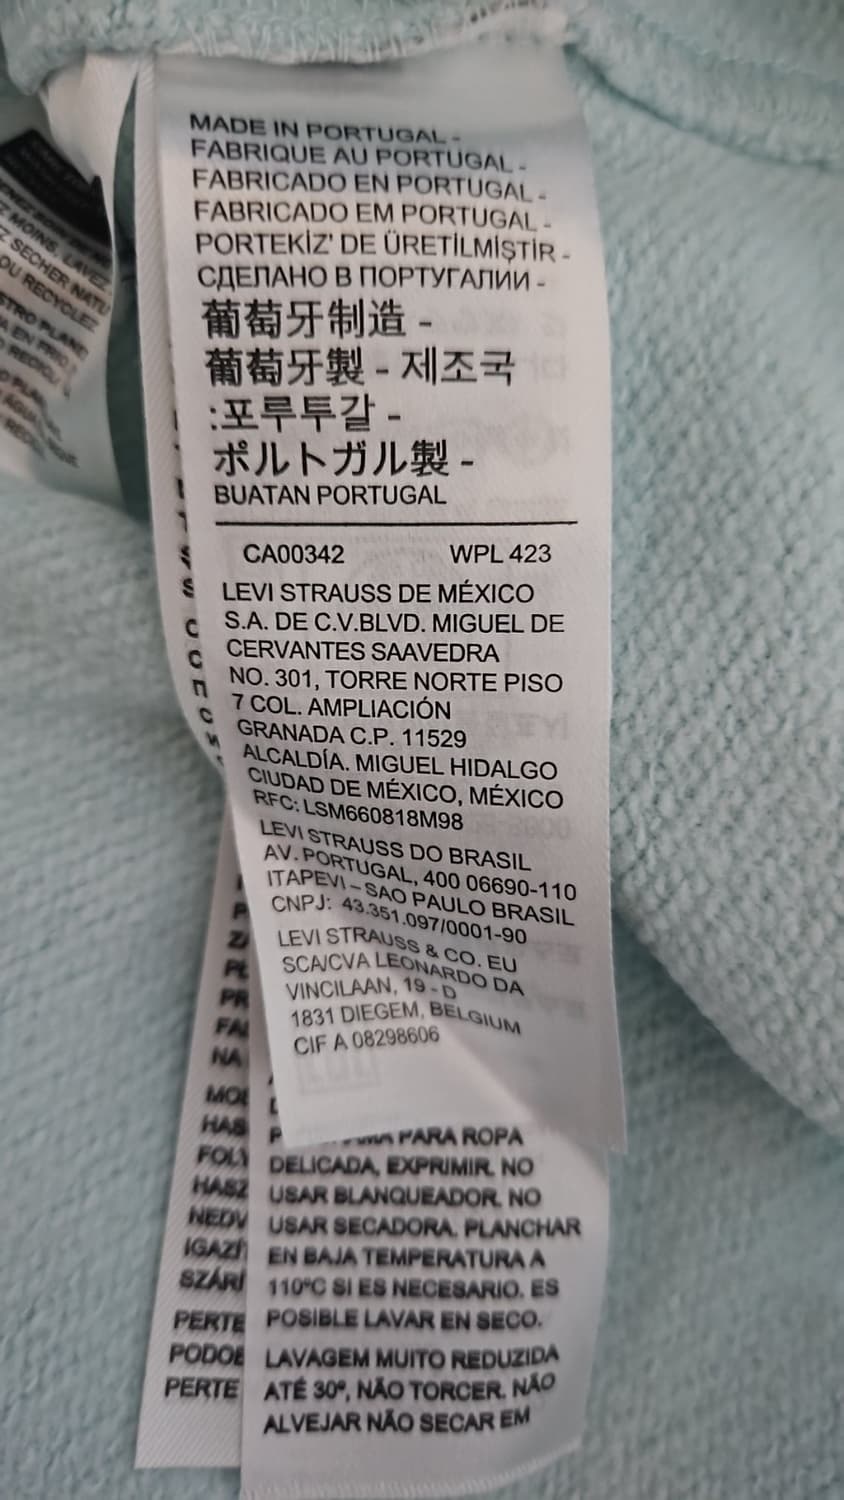 MADE IN PORTUGAL -
FABRIQUE AU PORTUGAL -
FABRICADO EN PORTUGAL -
FABRICADO EM PORTUGAL -
PORTEKİZ' DE ÜRETİLMİŞTİR -
СДЕЛАНО В ПОРТУГАЛИИ -
葡萄牙制造 -
葡萄牙製 - 제조국
:포루투갈 -
ポルトガル製 -
BUATAN PORTUGAL
CA00342 WPL 423
LEVI STRAUSS DE MÉXICO
S.A. DE C.V.BLVD. MIGUEL DE
CERVANTES SAAVEDRA
NO. 301, TORRE NORTE PISO
7 COL. AMPLIACIÓN
GRANADA C.P. 11529
ALCALDÍA. MIGUEL HIDALGO
CIUDAD DE MÉXICO, MÉXICO
RFC: LSM660818M98
LEVI STRAUSS DO BRASIL
AV. PORTUGAL, 400 06690-110
ITAPEVI – SAO PAULO BRASIL
CNPJ: 43.351.097/0001-90
LEVI STRAUSS & CO. EU
SCA/CVA LEONARDO DA
VINCILAAN, 19 - D
1831 DIEGEM, BELGIUM
CIF A 08298606
PARA ROPA
DELICADA, EXPRIMIR. NO
USAR BLANQUEADOR. NO
USAR SECADORA. PLANCHAR
EN BAJA TEMPERATURA A
110ºC SI ES NECESARIO. ES
POSIBLE LAVAR EN SECO.
LAVAGEM MUITO REDUZIDA
ATÉ 30º, NÃO TORCER. NÃO
ALVEJAR NÃO SECAR EM
Z MOINS. LAVEZ
Z SECHER NATU
OU RECYCLEZ